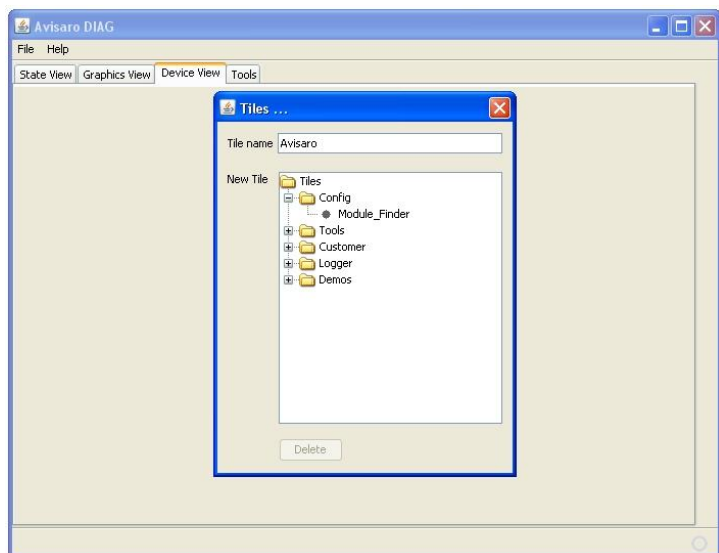 Avisaro DIAG
File Help
State View Graphics View Device View Tools
Tiles ...
Tile name Avisaro
New Tile Tiles
Config
Module_Finder
Tools
Customer
Logger
Demos
Delete